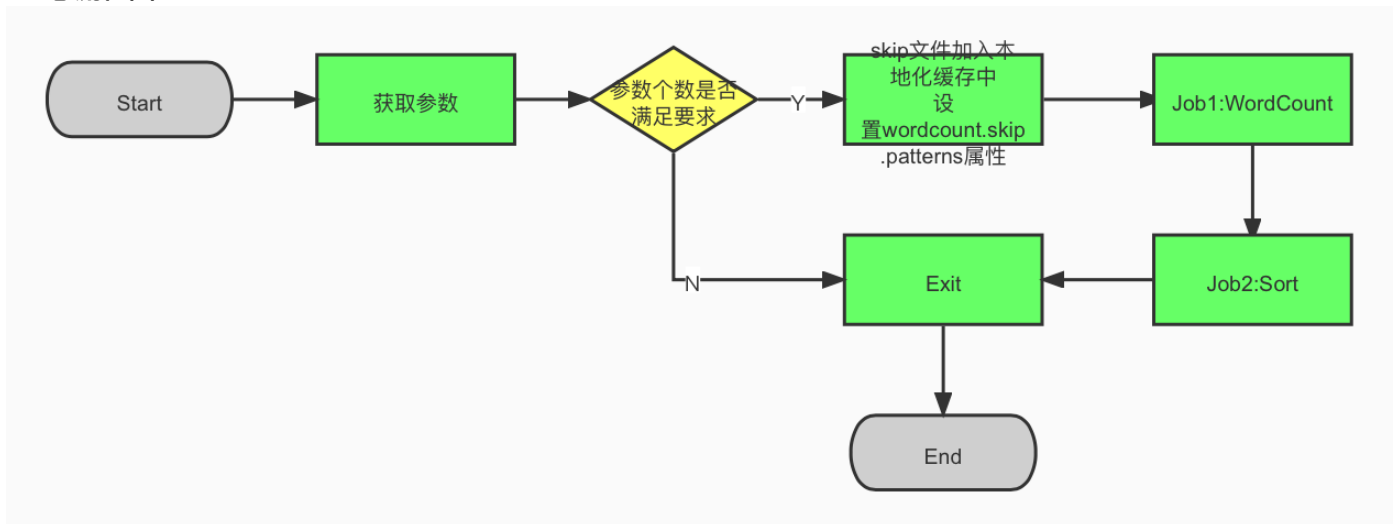 Start
获取参数
参数个数是否
满足要求
Y
skip文件加入本
地化缓存中
设
置wordcount.skip
.patterns属性
Job1:WordCount
N
Exit
Job2:Sort
End